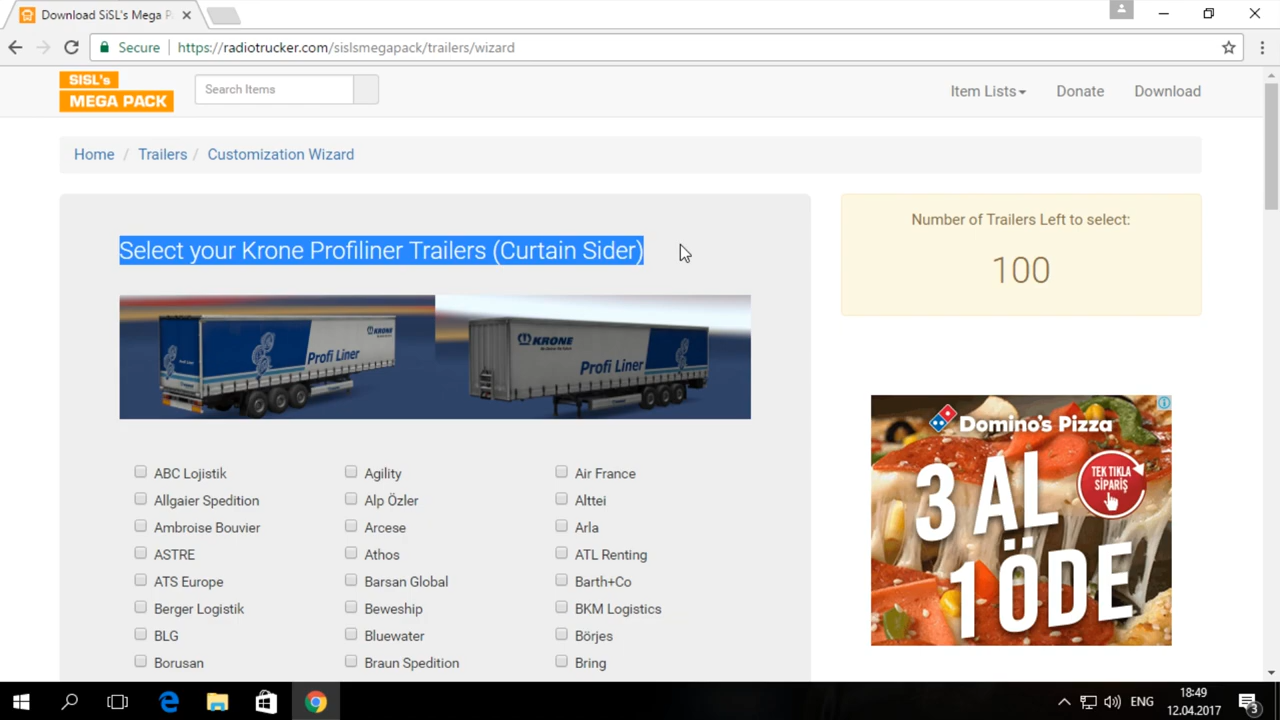 Download SiSL's Mega P
Secure
https://radiotrucker.com/sislsmegapack/trailers/wizard
SISL's
MEGA PACK
Search Items
Item Lists
Donate
Download
Home / Trailers / Customization Wizard
Select your Krone Profiliner Trailers (Curtain Sider)
Number of Trailers Left to select:
100
KRONE
Profi Liner
KRONE
Profi Liner
ABC Lojistik
Agility
Air France
Allgaier Spedition
Alp Özler
Alttei
Ambroise Bouvier
Arcese
Arla
ASTRE
Athos
ATL Renting
ATS Europe
Barsan Global
Barth+Co
Berger Logistik
Beweship
BKM Logistics
BLG
Bluewater
Börjes
Borusan
Braun Spedition
Bring
Domino's Pizza
3 AL
1 ÖDE
TEK TIKLA
SİPARİŞ
ENG
18:49
12.04.2017
3